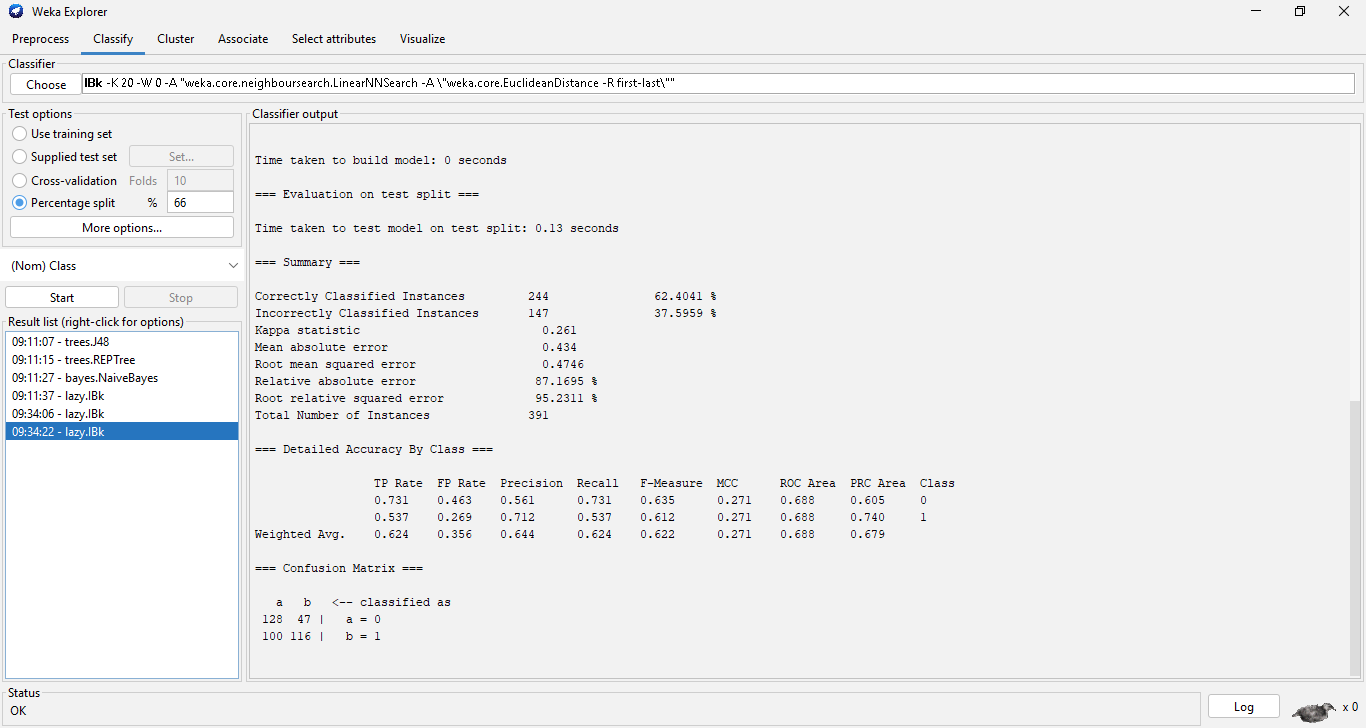 Weka Explorer
Preprocess Classify Cluster Associate Select attributes Visualize
Classifier
Choose IBk -K 20 -W 0 -A "weka.core.neighboursearch.LinearNNSearch -A \"weka.core.EuclideanDistance -R first-last\""
Test options
Use training set
Supplied test set Set...
Cross-validation Folds 10
Percentage split % 66
More options...
(Nom) Class
Start Stop
Result list (right-click for options)
09:11:07 - trees.J48
09:11:15 - trees.REPTree
09:11:27 - bayes.NaiveBayes
09:11:37 - lazy.IBk
09:34:06 - lazy.IBk
09:34:22 - lazy.IBk
Classifier output
Time taken to build model: 0 seconds
=== Evaluation on test split ===
Time taken to test model on test split: 0.13 seconds
=== Summary ===
Correctly Classified Instances 244 62.4041 %
Incorrectly Classified Instances 147 37.5959 %
Kappa statistic 0.261
Mean absolute error 0.434
Root mean squared error 0.4746
Relative absolute error 87.1695 %
Root relative squared error 95.2311 %
Total Number of Instances 391
=== Detailed Accuracy By Class ===
TP Rate FP Rate Precision Recall F-Measure MCC ROC Area PRC Area Class
0.731 0.463 0.561 0.731 0.635 0.271 0.688 0.605 0
0.537 0.269 0.712 0.537 0.612 0.271 0.688 0.740 1
Weighted Avg. 0.624 0.356 0.644 0.624 0.622 0.271 0.688 0.679
=== Confusion Matrix ===
a b <-- classified as
128 47 | a = 0
100 116 | b = 1
Status
OK
Log x 0